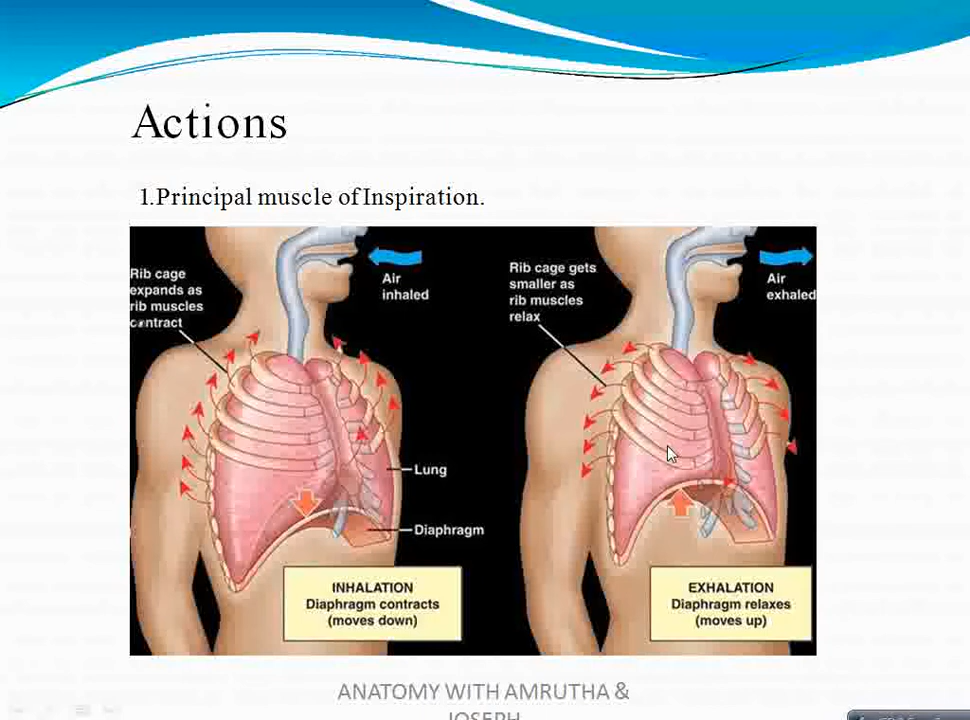 Actions
1.Principal muscle of Inspiration.
Rib cage
expands as
rib muscles
contract
Air
inhaled
Lung
Diaphragm
INHALATION
Diaphragm contracts
(moves down)
Rib cage gets
smaller as
rib muscles
relax
Air
exhaled
EXHALATION
Diaphragm relaxes
(moves up)
ANATOMY WITH AMRUTHA &
JOSEPH